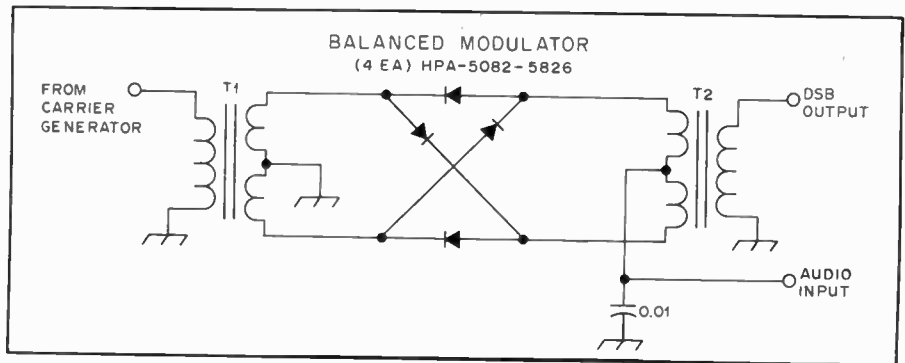 BALANCED MODULATOR
(4 EA) HPA-5082-5826
FROM
CARRIER
GENERATOR
T1
T2
DSB
OUTPUT
AUDIO
INPUT
0.01